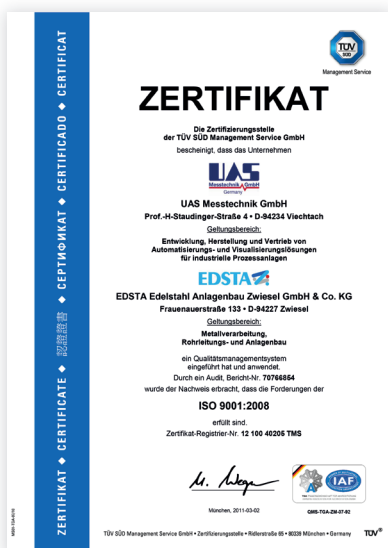 TÜV
SÜD
Management Service
ZERTIFIKAT
Die Zertifizierungsstelle
der TÜV SÜD Management Service GmbH
bescheinigt, dass das Unternehmen
UAS
Messtechnik GmbH
Germany
UAS Messtechnik GmbH
Prof.-H-Staudinger-Straße 4 • D-94234 Viechtach
Geltungsbereich:
Entwicklung, Herstellung und Vertrieb von
Automatisierungs- und Visualisierungslösungen
für industrielle Prozessanlagen
EDSTA
EDSTA Edelstahl Anlagenbau Zwiesel GmbH & Co. KG
Frauenauerstraße 133 • D-94227 Zwiesel
Geltungsbereich:
Metallverarbeitung,
Rohrleitungs- und Anlagenbau
ein Qualitätsmanagementsystem
eingeführt hat und anwendet.
Durch ein Audit, Bericht-Nr. 70766854
wurde der Nachweis erbracht, dass die Forderungen der
ISO 9001:2008
erfüllt sind.
Zertifikat-Registrier-Nr. 12 100 40205 TMS
München, 2011-03-02
IAF
QMS-TGA-ZM-07-92
TÜV SÜD Management Service GmbH • Zertifizierungsstelle • Ridlerstraße 65 • 80339 München • Germany
TÜV®
ZERTIFIKAT ◆ CERTIFICATE ◆ 認證證書 ◆ СЕРТИФИКАТ ◆ CERTIFICADO ◆ CERTIFICAT